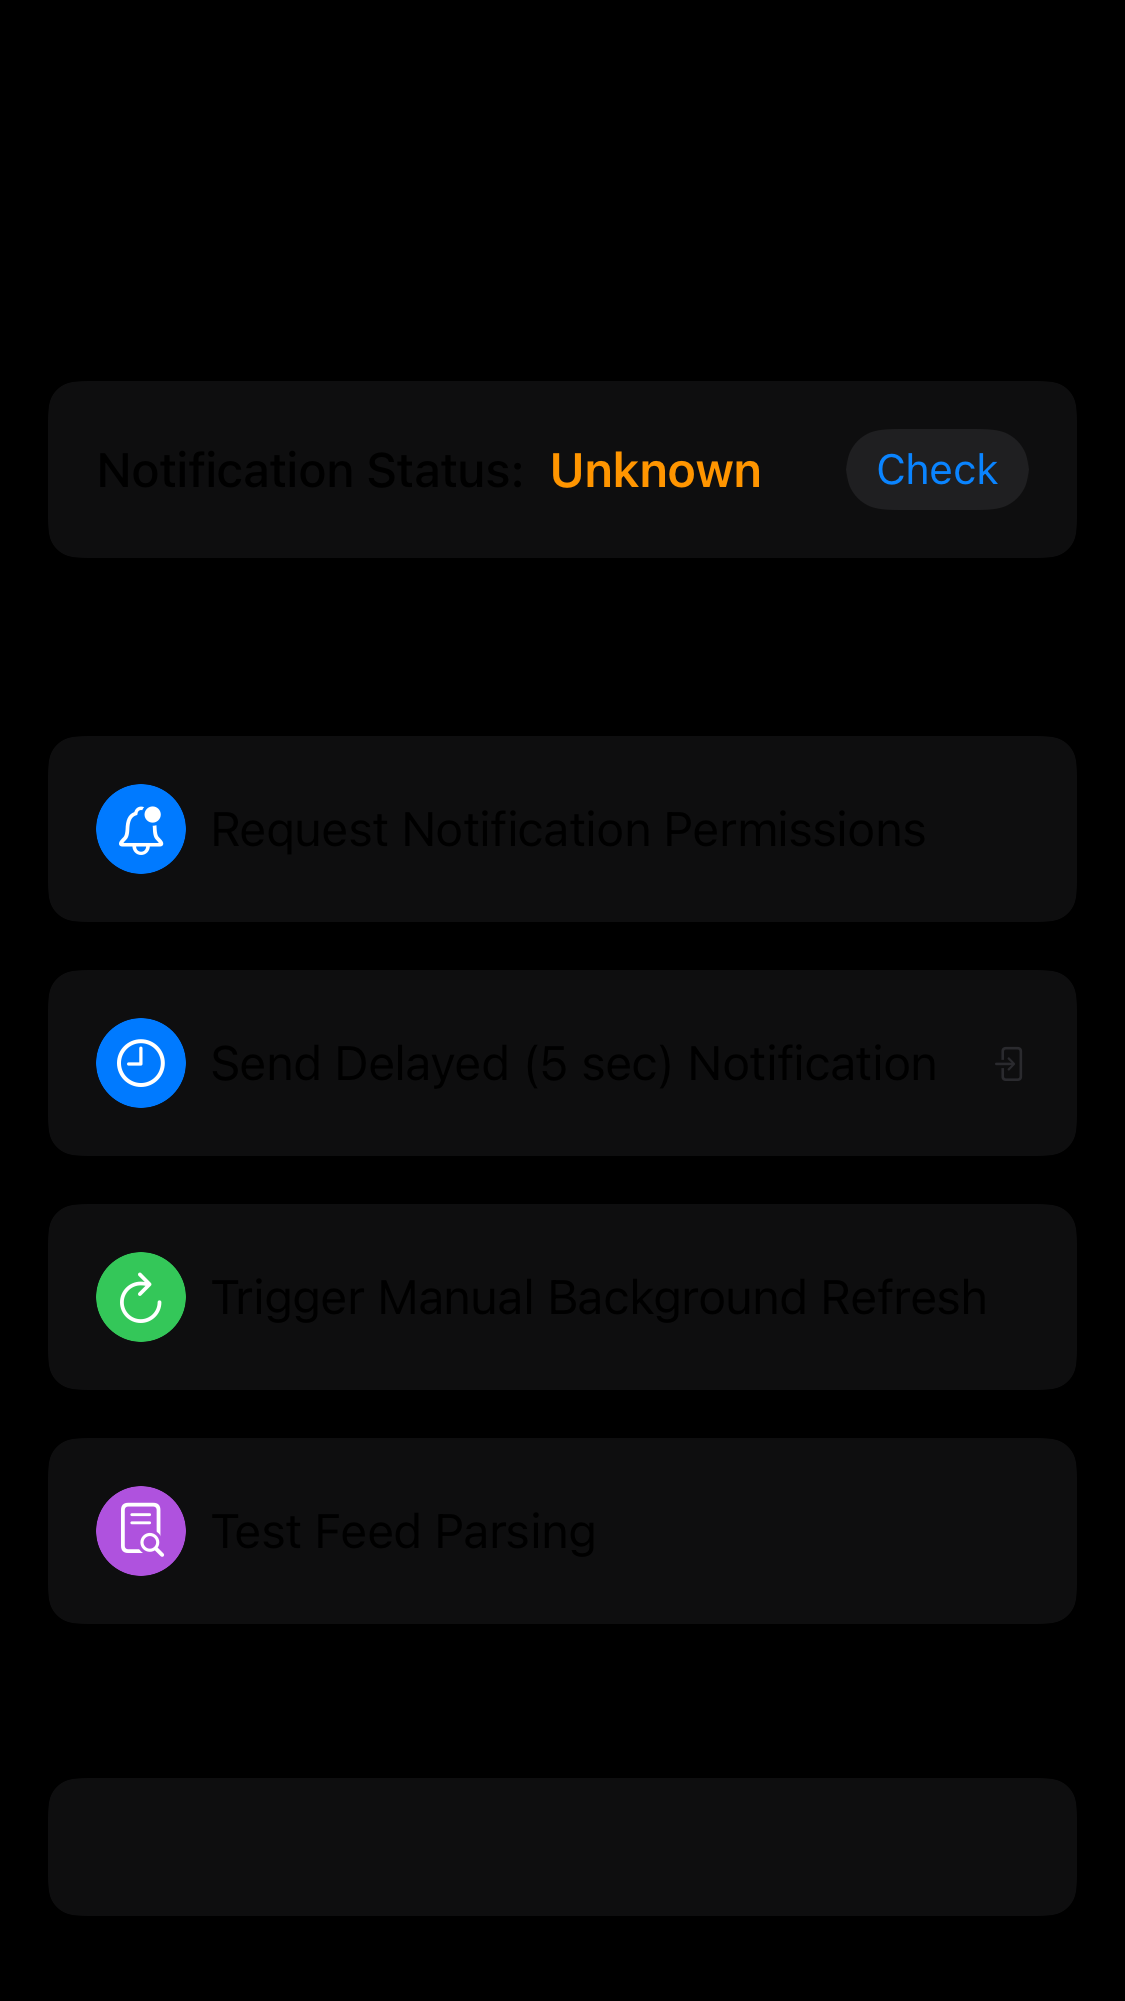 Notification Status: Unknown Check
Request Notification Permissions
Send Delayed (5 sec) Notification
Trigger Manual Background Refresh
Test Feed Parsing